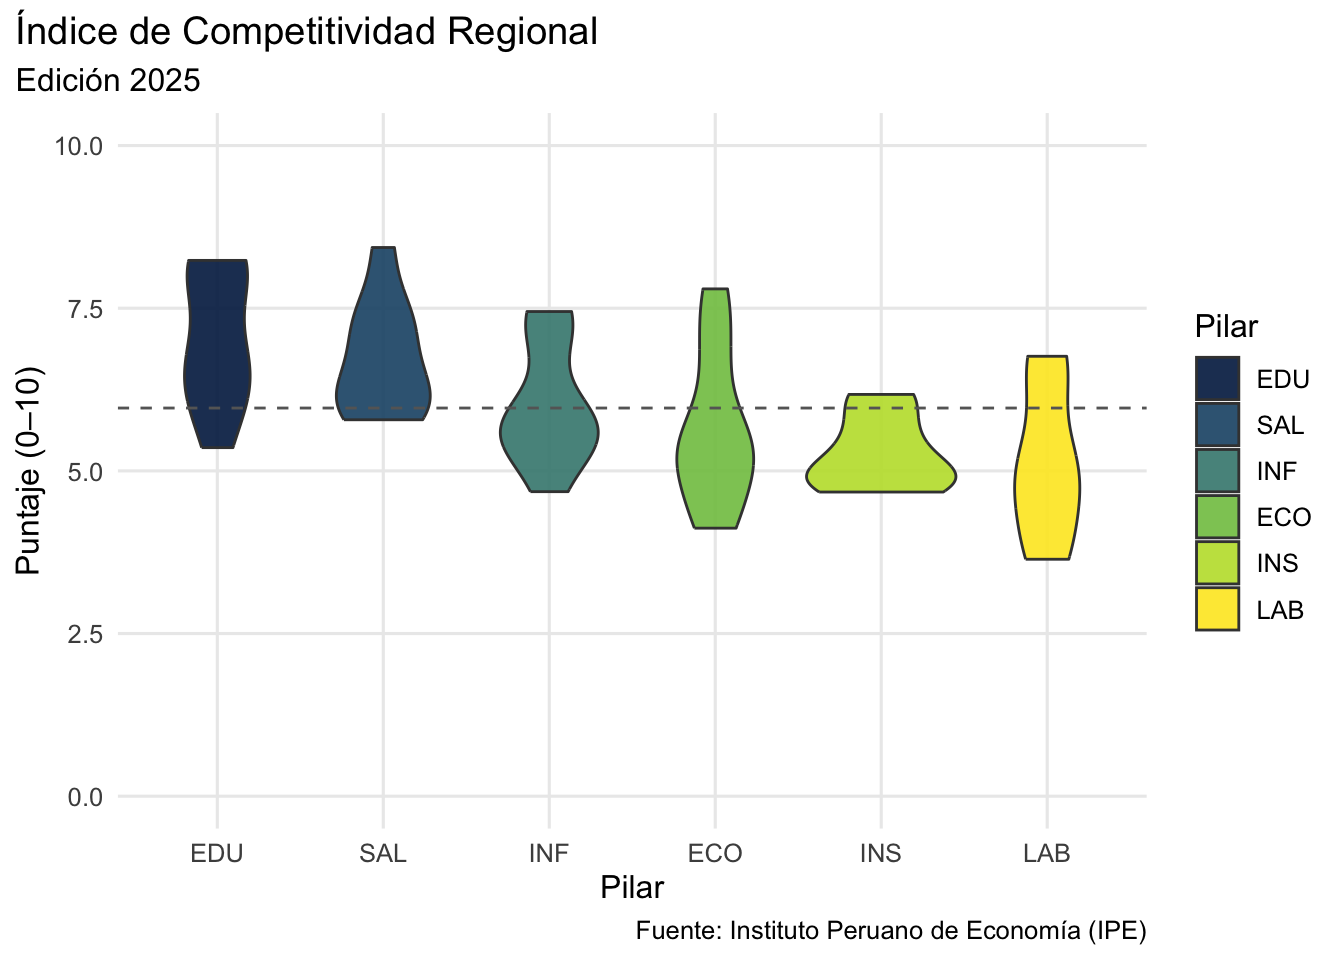 Índice de Competitividad Regional
Edición 2025
Puntaje (0–10)
10.0
7.5
5.0
2.5
0.0
EDU SAL INF ECO INS LAB
Pilar
Pilar
EDU
SAL
INF
ECO
INS
LAB
Fuente: Instituto Peruano de Economía (IPE)